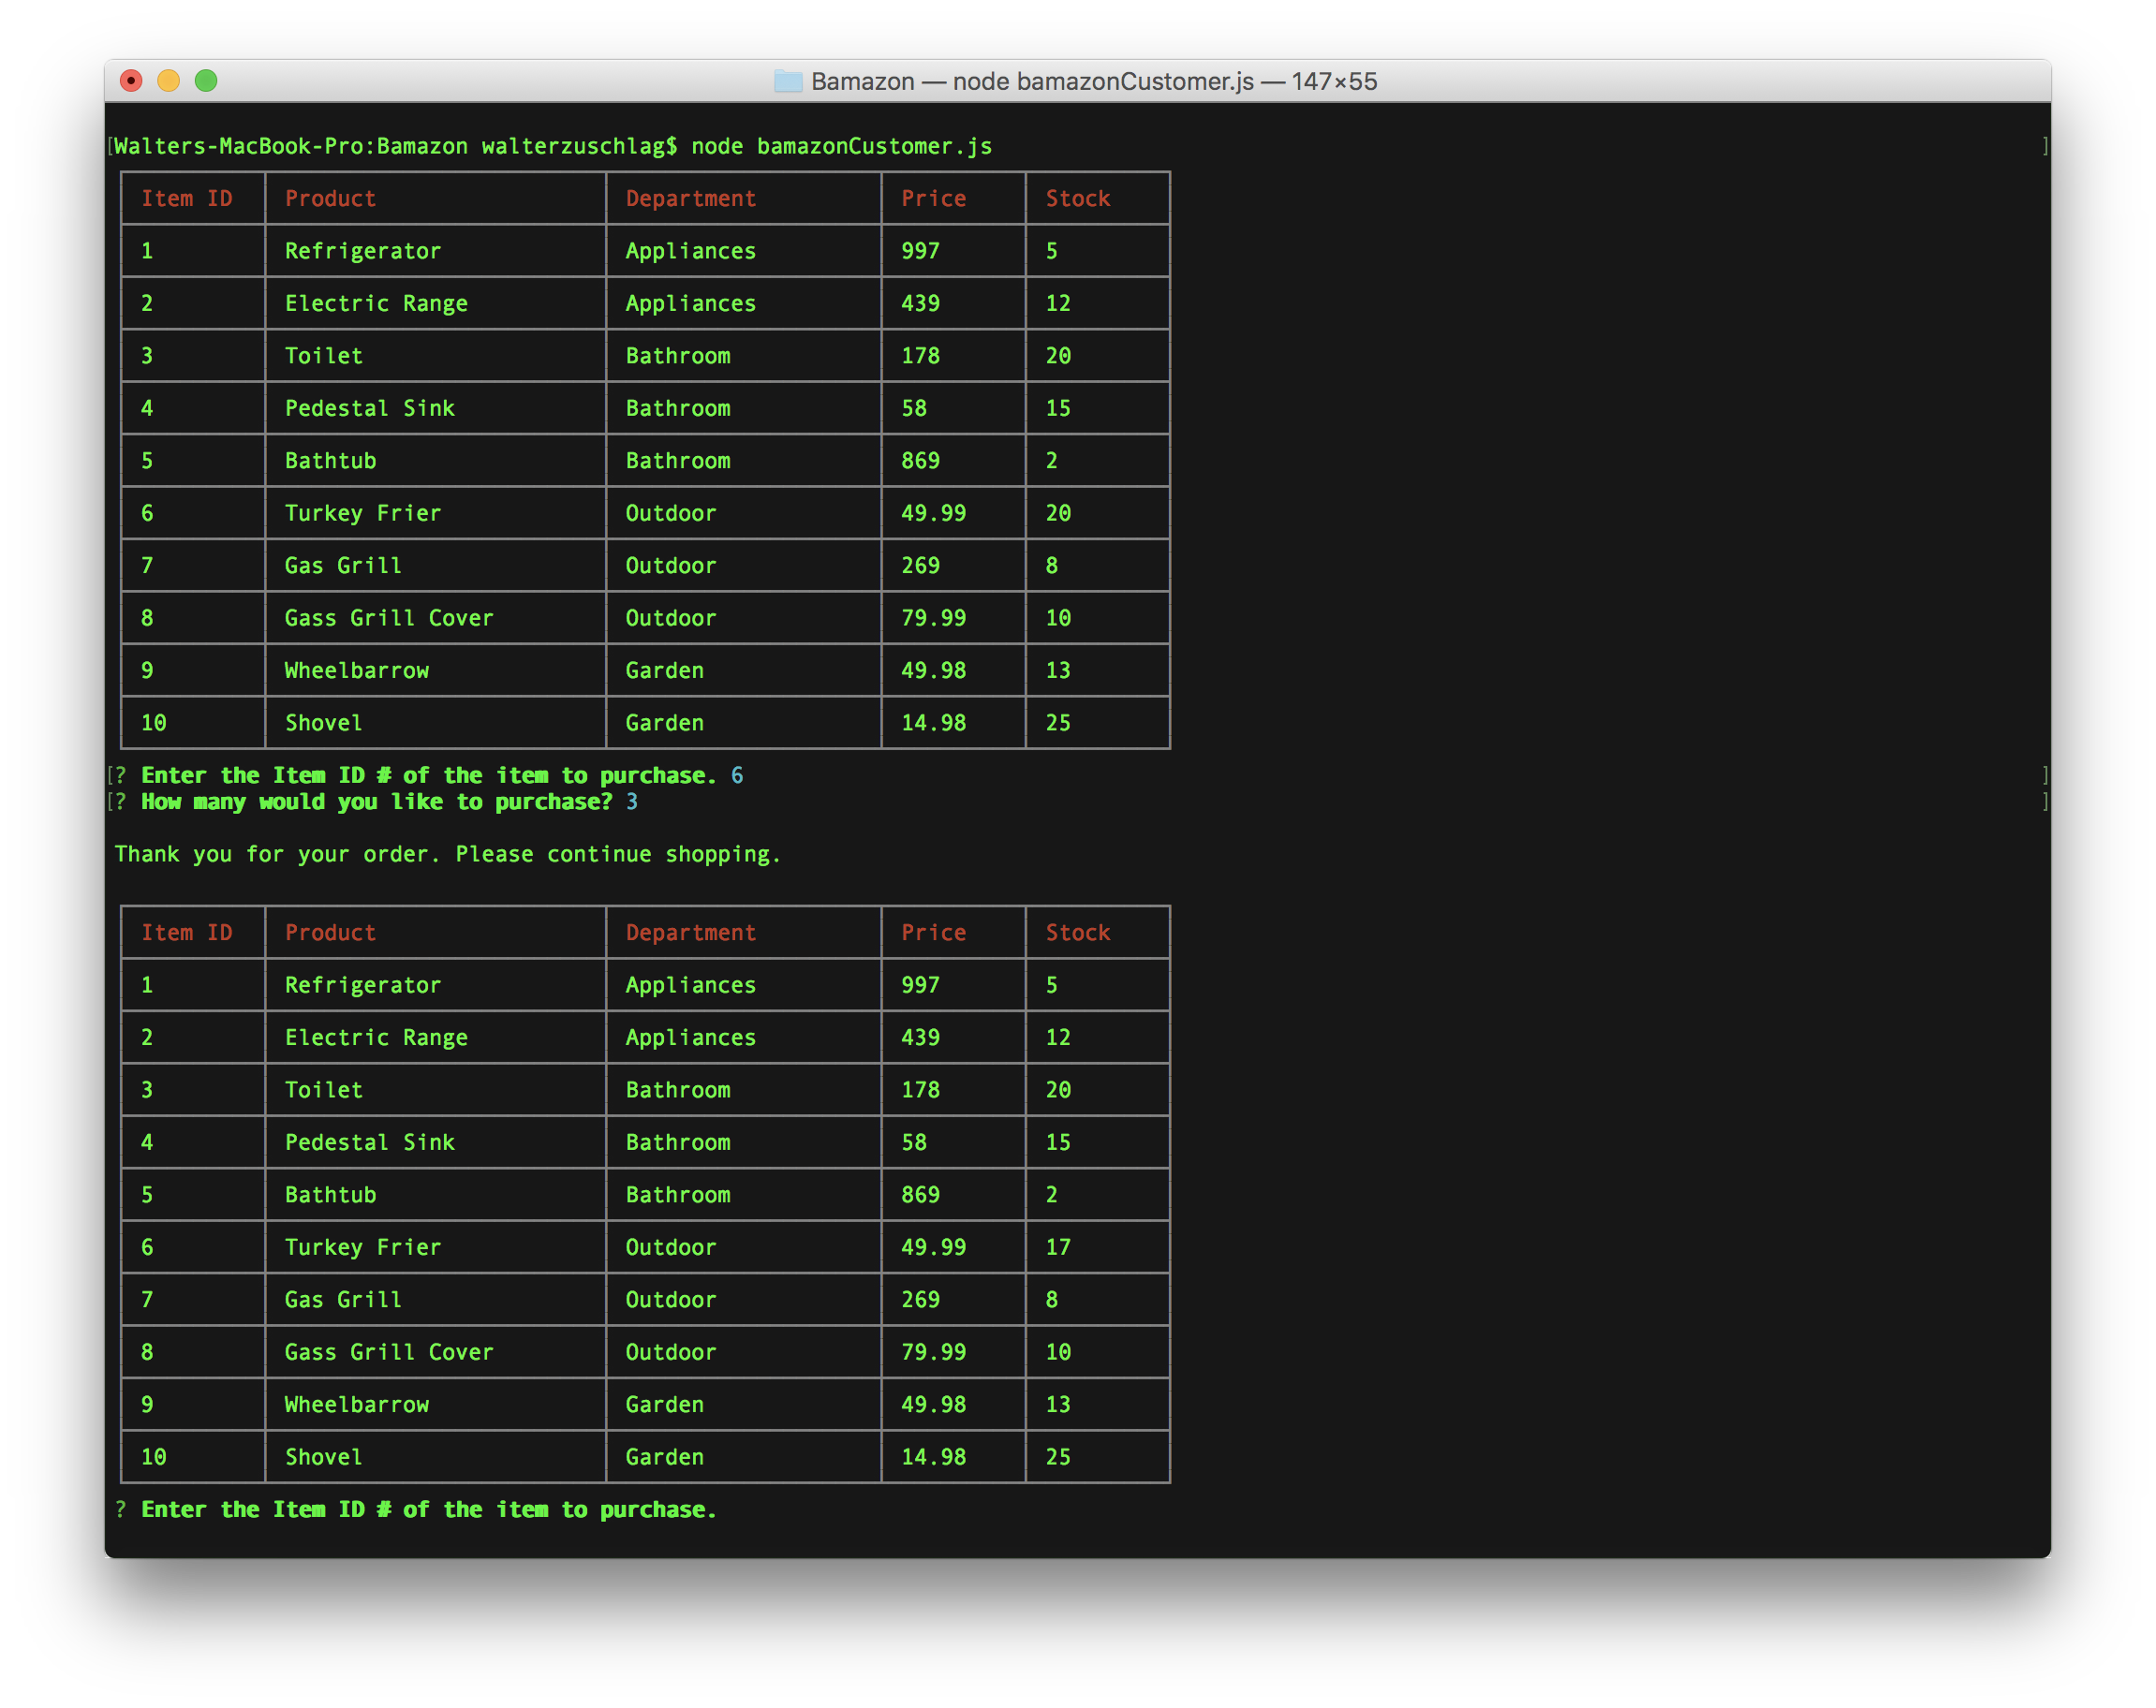 Bamazon — node bamazonCustomer.js — 147×55
[Walters-MacBook-Pro:Bamazon walterzuschlag$ node bamazonCustomer.js ]
Item ID Product Department Price Stock
1 Refrigerator Appliances 997 5
2 Electric Range Appliances 439 12
3 Toilet Bathroom 178 20
4 Pedestal Sink Bathroom 58 15
5 Bathtub Bathroom 869 2
6 Turkey Frier Outdoor 49.99 20
7 Gas Grill Outdoor 269 8
8 Gass Grill Cover Outdoor 79.99 10
9 Wheelbarrow Garden 49.98 13
10 Shovel Garden 14.98 25
[? Enter the Item ID # of the item to purchase. 6 ]
[? How many would you like to purchase? 3 ]
Thank you for your order. Please continue shopping.
Item ID Product Department Price Stock
1 Refrigerator Appliances 997 5
2 Electric Range Appliances 439 12
3 Toilet Bathroom 178 20
4 Pedestal Sink Bathroom 58 15
5 Bathtub Bathroom 869 2
6 Turkey Frier Outdoor 49.99 17
7 Gas Grill Outdoor 269 8
8 Gass Grill Cover Outdoor 79.99 10
9 Wheelbarrow Garden 49.98 13
10 Shovel Garden 14.98 25
? Enter the Item ID # of the item to purchase.